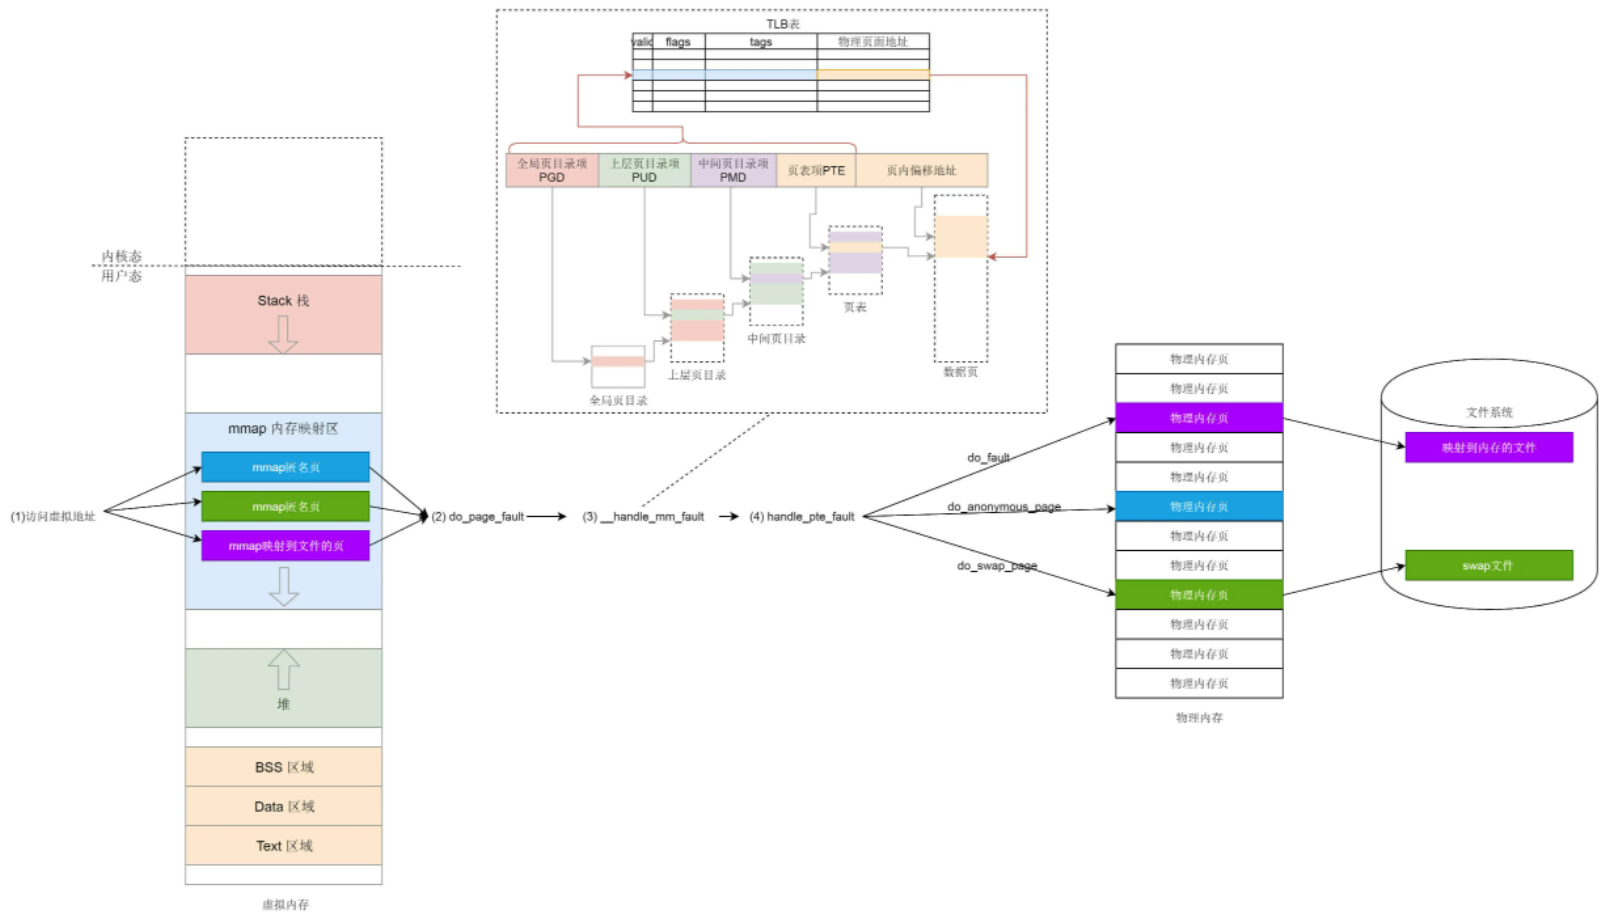 TLB表
valid
flags
tags
物理页面地址
全局页目录项
PGD
上层页目录项
PUD
中间页目录项
PMD
页表项PTE
页内偏移地址
全局页目录
上层页目录
中间页目录
页表
数据页
内核态
用户态
Stack 栈
mmap 内存映射区
mmap匿名页
mmap匿名页
mmap映射到文件的页
堆
BSS 区域
Data 区域
Text 区域
虚拟内存
(1)访问虚拟地址
(2) do_page_fault
(3) __handle_mm_fault
(4) handle_pte_fault
do_fault
do_anonymous_page
do_swap_page
物理内存页
物理内存页
物理内存页
物理内存页
物理内存页
物理内存页
物理内存页
物理内存页
物理内存页
物理内存页
物理内存页
物理内存页
物理内存
文件系统
映射到内存的文件
swap文件